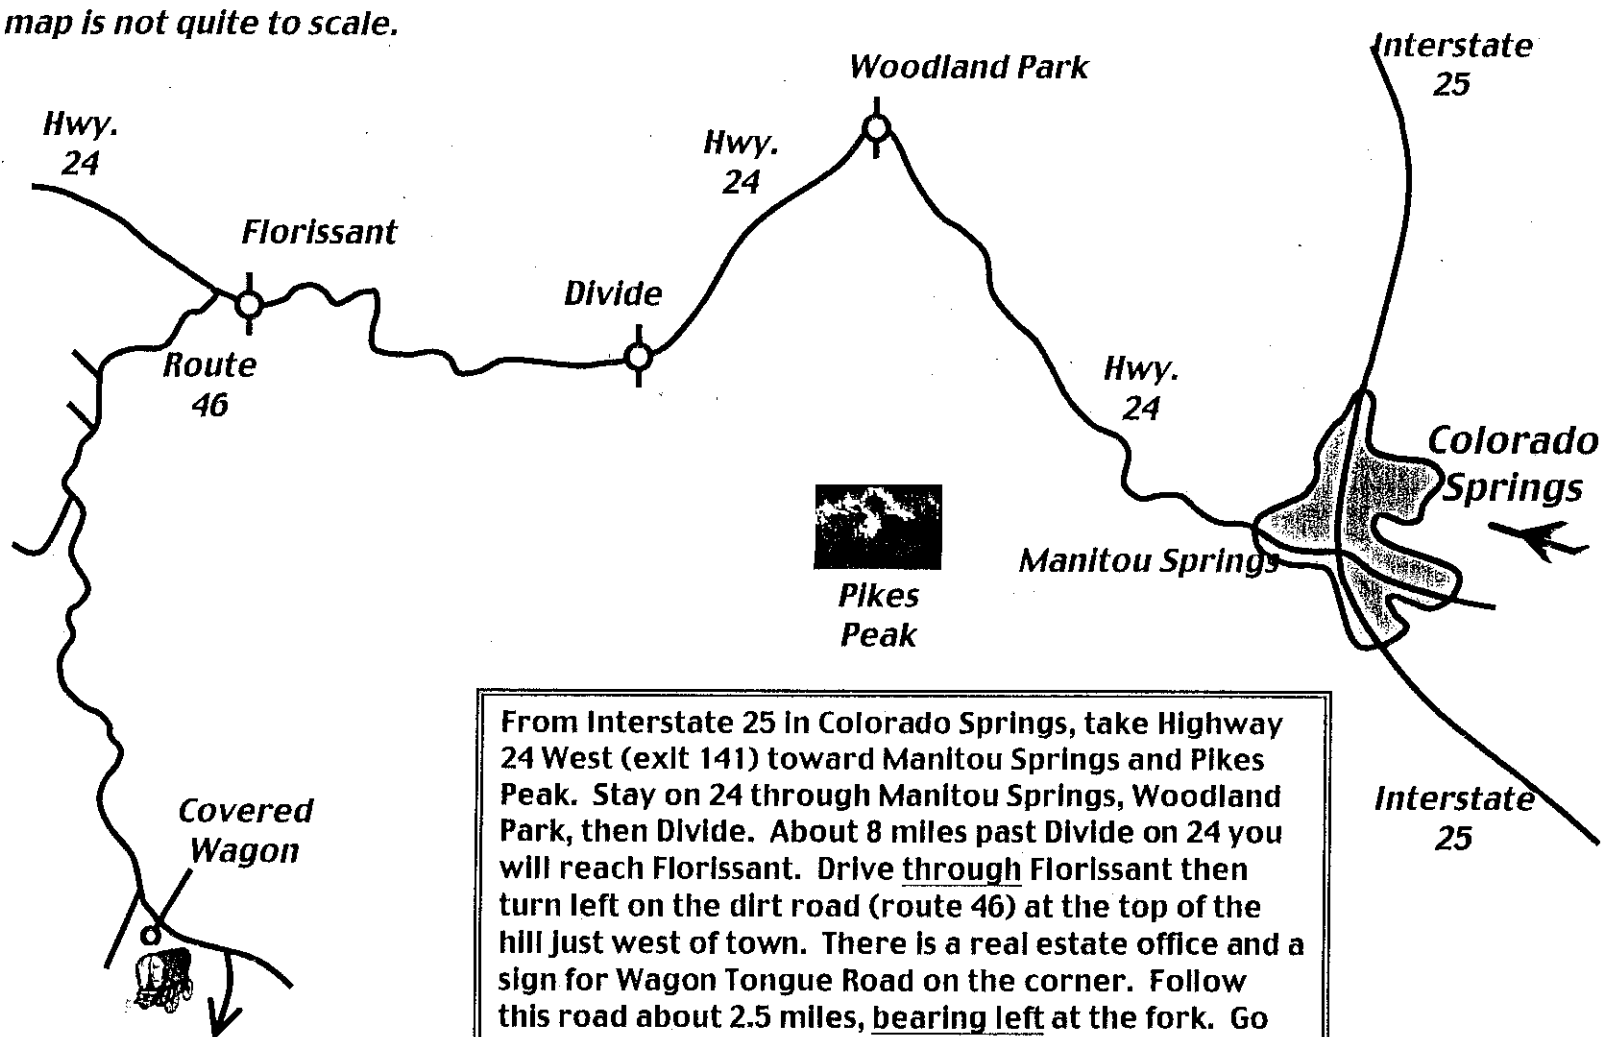 map is not quite to scale.
Interstate
25
Woodland Park
Hwy.
24
Hwy.
24
Florissant
Divide
Route
46
Hwy.
24
Colorado
Springs
Manitou Springs
Pikes
Peak
Covered
Wagon
Interstate
25
From Interstate 25 in Colorado Springs, take Highway
24 West (exit 141) toward Manitou Springs and Pikes
Peak. Stay on 24 through Manitou Springs, Woodland
Park, then Divide. About 8 miles past Divide on 24 you
will reach Florissant. Drive through Florissant then
turn left on the dirt road (route 46) at the top of the
hill just west of town. There is a real estate office and a
sign for Wagon Tongue Road on the corner. Follow
this road about 2.5 miles, bearing left at the fork. Go